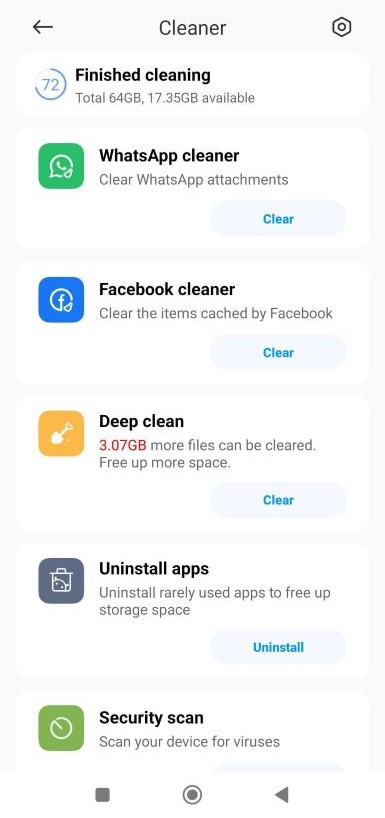 Cleaner
72
Finished cleaning
Total 64GB, 17.35GB available
WhatsApp cleaner
Clear WhatsApp attachments
Clear
Facebook cleaner
Clear the items cached by Facebook
Clear
Deep clean
3.07GB more files can be cleared.
Free up more space.
Clear
Uninstall apps
Uninstall rarely used apps to free up
storage space
Uninstall
Security scan
Scan your device for viruses